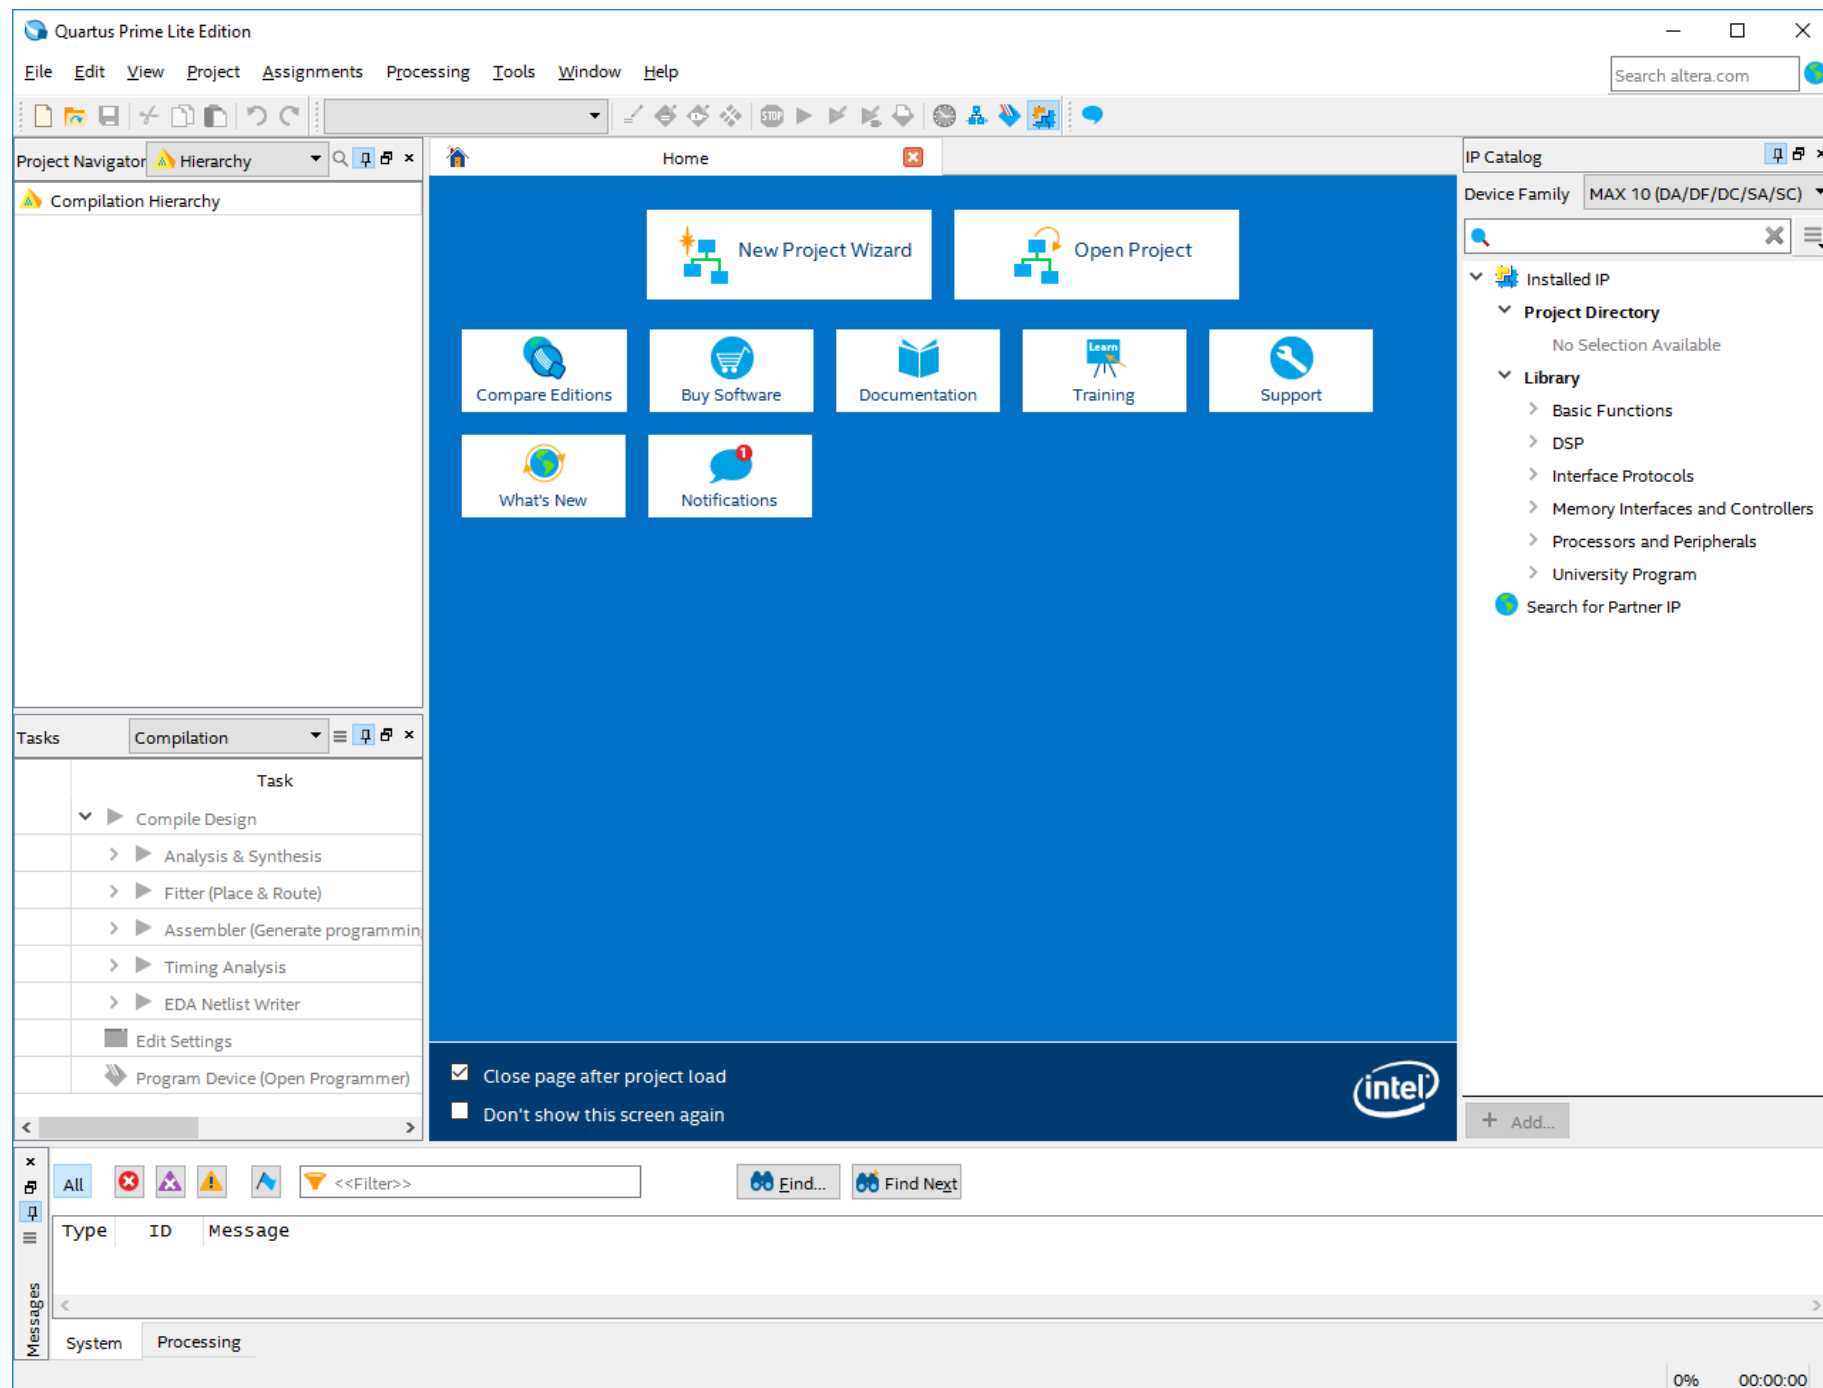 Quartus Prime Lite Edition
File Edit View Project Assignments Processing Tools Window Help
Search altera.com
STOP
Project Navigator Hierarchy
Compilation Hierarchy
Home
New Project Wizard
Open Project
Compare Editions
Buy Software
Documentation
Learn
Training
Support
What's New
1
Notifications
Close page after project load
Don't show this screen again
intel
IP Catalog
Device Family MAX 10 (DA/DF/DC/SA/SC)
Installed IP
Project Directory
No Selection Available
Library
Basic Functions
DSP
Interface Protocols
Memory Interfaces and Controllers
Processors and Peripherals
University Program
Search for Partner IP
+ Add...
Tasks Compilation
Task
Compile Design
Analysis & Synthesis
Fitter (Place & Route)
Assembler (Generate programmin
Timing Analysis
EDA Netlist Writer
Edit Settings
Program Device (Open Programmer)
All <<Filter>> Find... Find Next
Type ID Message
Messages
System Processing
0% 00:00:00